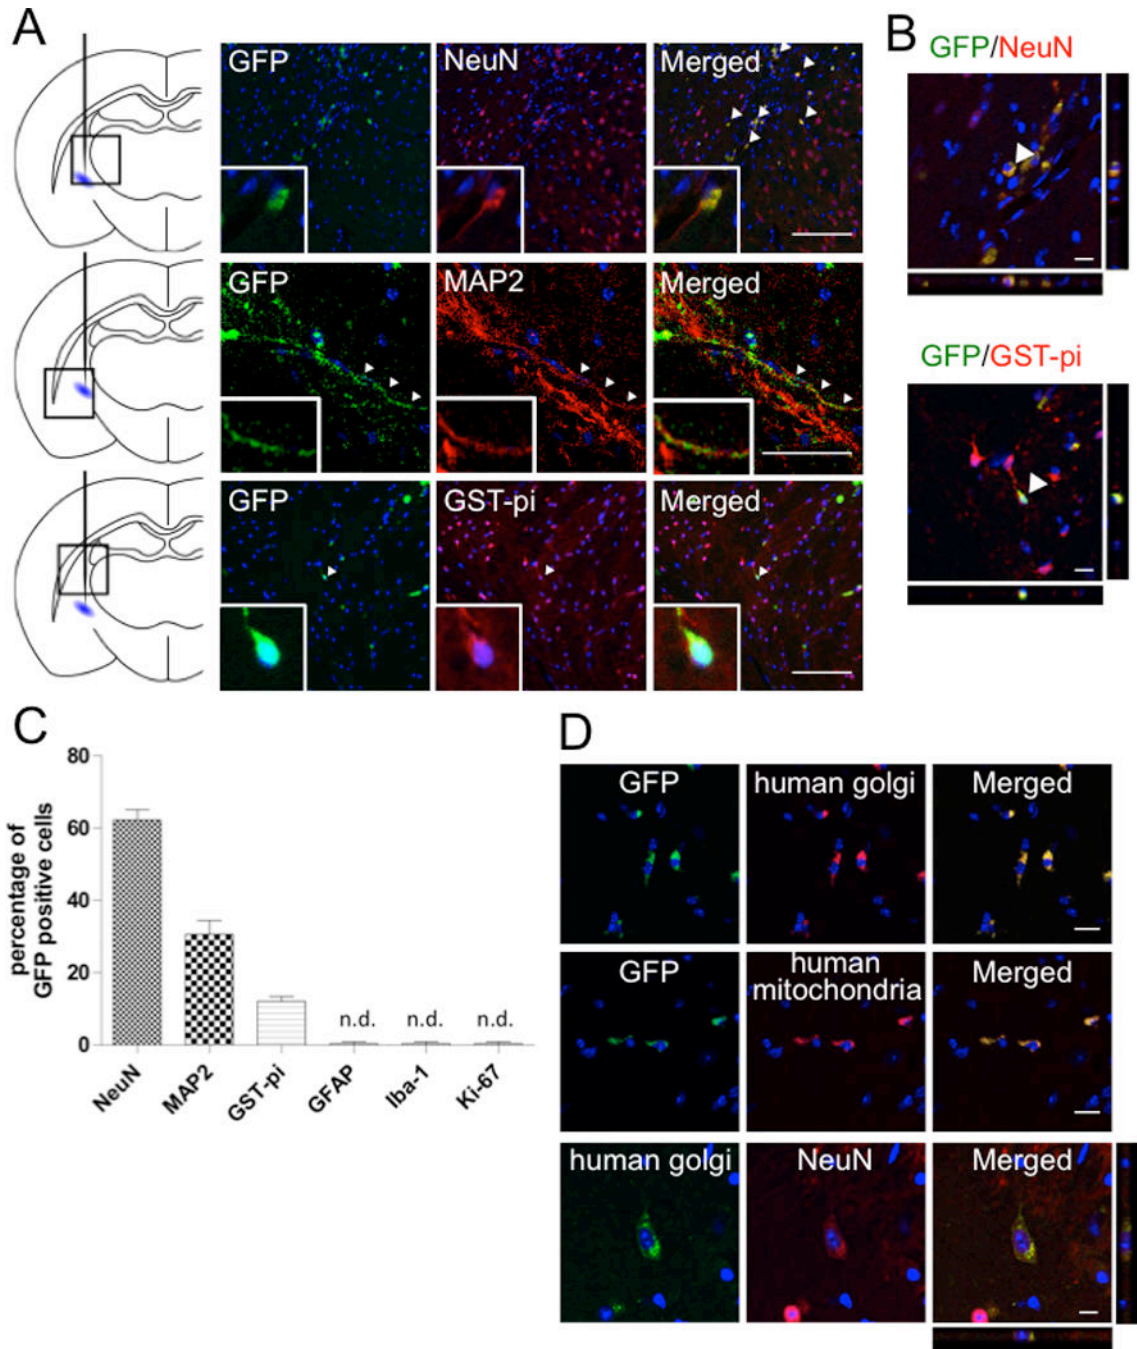 A
GFP
NeuN
Merged
GFP
MAP2
Merged
GFP
GST-pi
Merged
B
GFP/NeuN
GFP/GST-pi
C
percentage of
GFP positive cells
80
60
40
20
0
n.d.
n.d.
n.d.
NeuN
MAP2
GST-pi
GFAP
Iba-1
Ki-67
D
GFP
human golgi
Merged
GFP
human
mitochondria
Merged
human golgi
NeuN
Merged